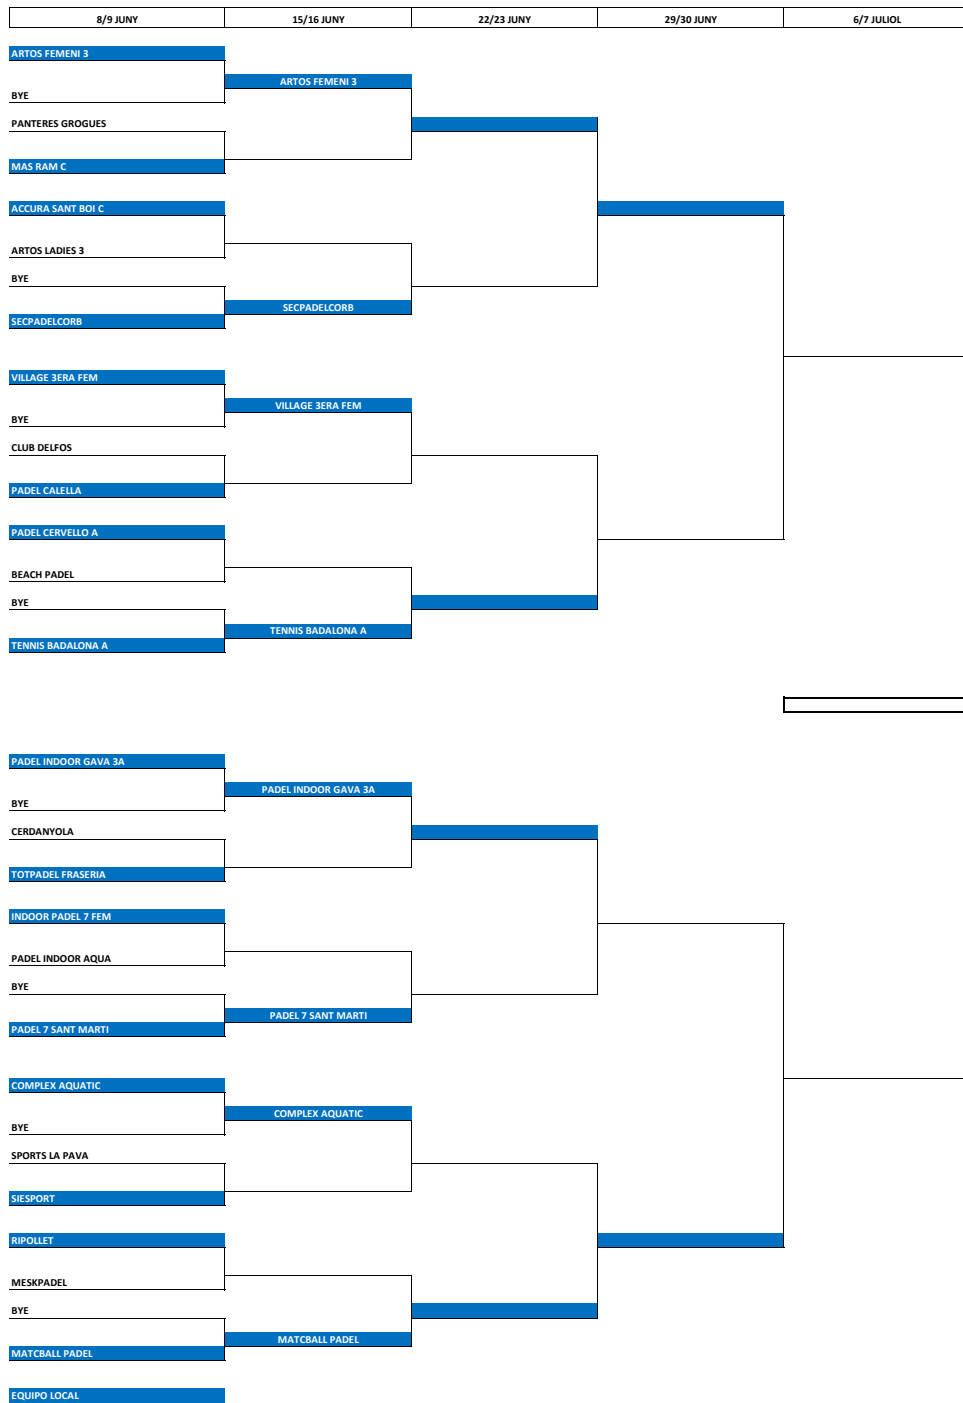 8/9 JUNY
15/16 JUNY
22/23 JUNY
29/30 JUNY
6/7 JULIOL
ARTOS FEMENI 3
ARTOS FEMENI 3
BYE
PANTERES GROGUES
MAS RAM C
ACCURA SANT BOI C
ARTOS LADIES 3
BYE
SECPADELCORB
SECPADELCORB
VILLAGE 3ERA FEM
VILLAGE 3ERA FEM
BYE
CLUB DELFOS
PADEL CALELLA
PADEL CERVELLO A
BEACH PADEL
BYE
TENNIS BADALONA A
TENNIS BADALONA A
PADEL INDOOR GAVA 3A
PADEL INDOOR GAVA 3A
BYE
CERDANYOLA
TOTPADEL FRASERIA
INDOOR PADEL 7 FEM
PADEL INDOOR AQUA
BYE
PADEL 7 SANT MARTI
PADEL 7 SANT MARTI
COMPLEX AQUATIC
COMPLEX AQUATIC
BYE
SPORTS LA PAVA
SIESPORT
RIPOLLET
MESKPADEL
BYE
MATCBALL PADEL
MATCBALL PADEL
EQUIPO LOCAL